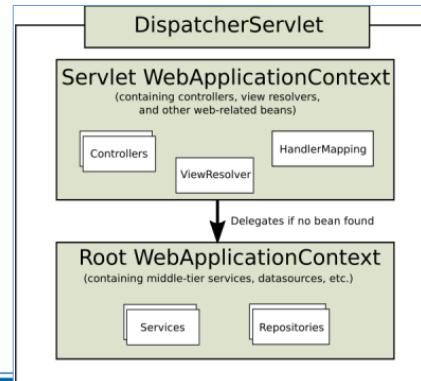 DispatcherServlet
Servlet WebApplicationContext
(containing controllers, view resolvers,
and other web-related beans)
Controllers
HandlerMapping
ViewResolver
Delegates if no bean found
Root WebApplicationContext
(containing middle-tier services, datasources, etc.)
Services
Repositories